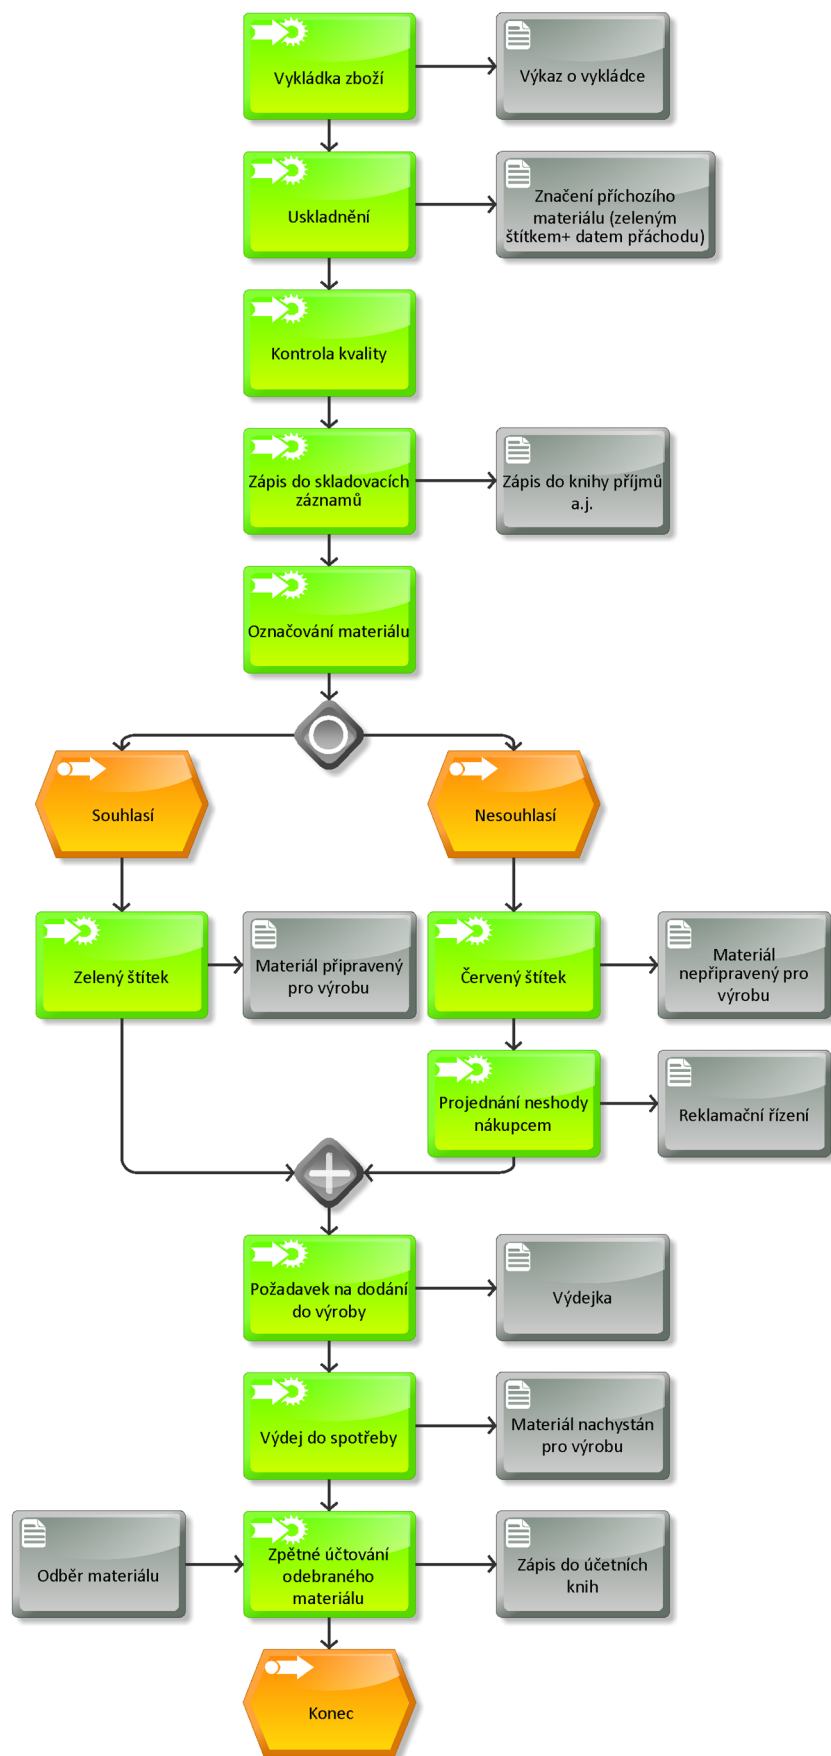 Vykládka zboží
Výkaz o vykládce
Uskladnění
Značení příchozího
materiálu (zeleným
štítkem+ datem přáchodu)
Kontrola kvality
Zápis do skladovacích
záznamů
Zápis do knihy příjmů
a.j.
Označování materiálu
Souhlasí
Nesouhlasí
Zelený štítek
Materiál připravený
pro výrobu
Červený štítek
Materiál
nepřipravený pro
výrobu
Projednání neshody
nákupcem
Reklamační řízení
Požadavek na dodání
do výroby
Výdejka
Výdej do spotřeby
Materiál nachystán
pro výrobu
Odběr materiálu
Zpětné účtování
odebraného
materiálu
Zápis do účetních
knih
Konec